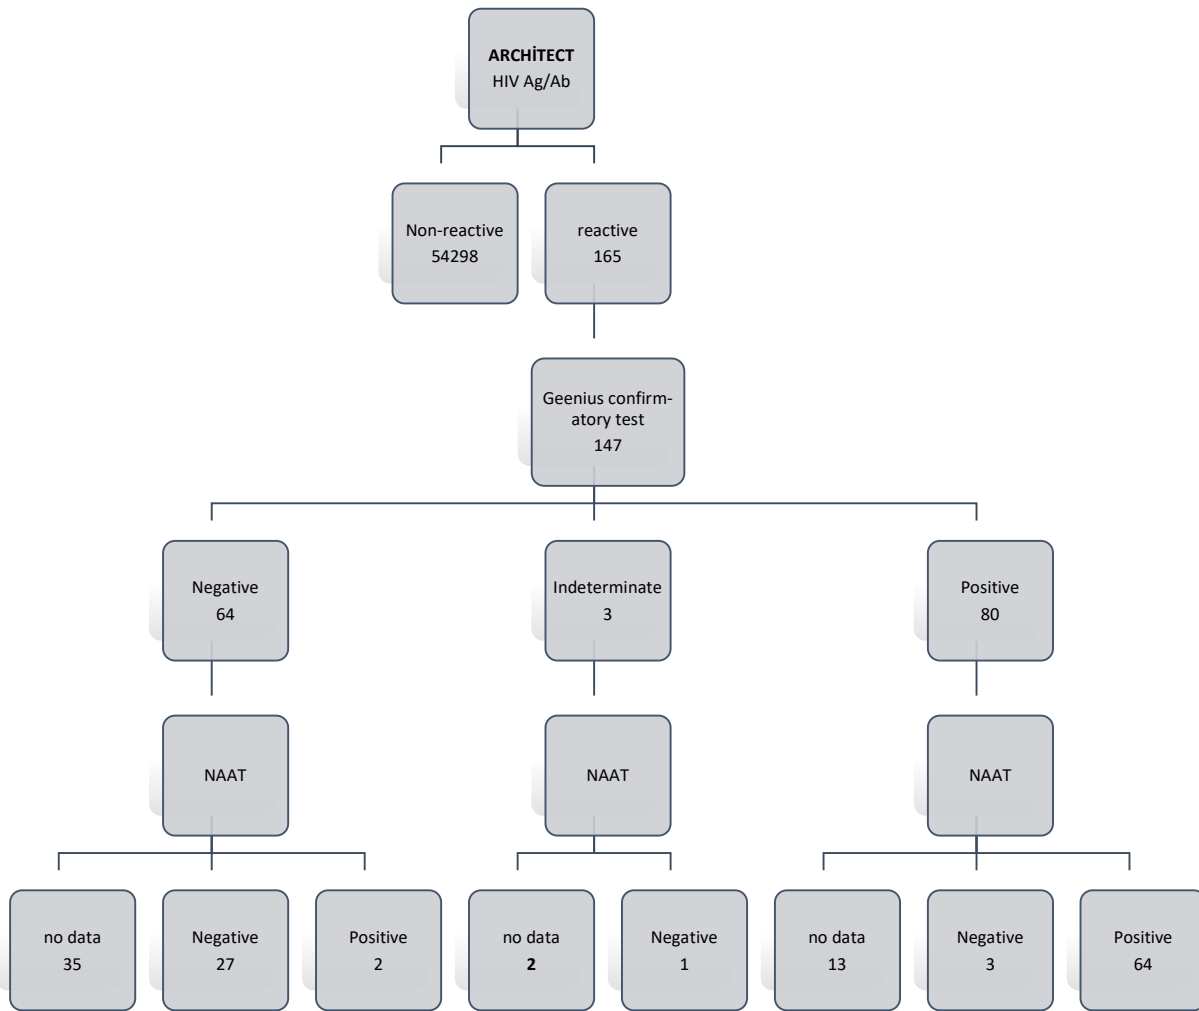 ARCHİTECT
HIV Ag/Ab
Non-reactive
54298
reactive
165
Geenius confirm-
atory test
147
Negative
64
Indeterminate
3
Positive
80
NAAT
NAAT
NAAT
no data
35
Negative
27
Positive
2
no data
2
Negative
1
no data
13
Negative
3
Positive
64